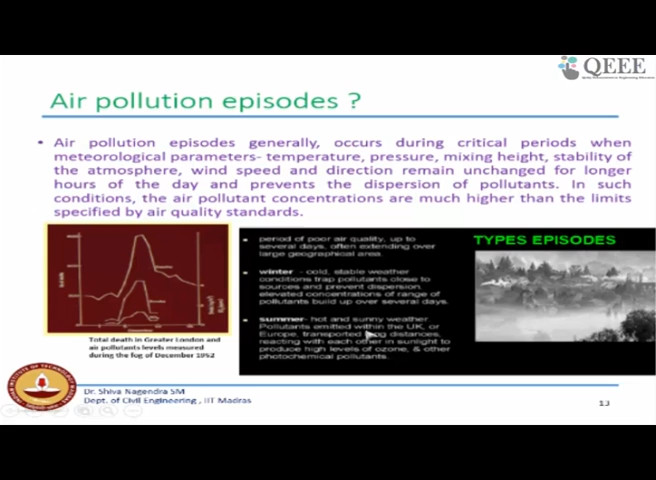 QEEE
Air pollution episodes ?
• Air pollution episodes generally, occurs during critical periods when
meteorological parameters- temperature, pressure, mixing height, stability of
the atmosphere, wind speed and direction remain unchanged for longer
hours of the day and prevents the dispersion of pollutants. In such
conditions, the air pollutant concentrations are much higher than the limits
specified by air quality standards.
Total death in Greater London and
air pollutants levels measured
during the fog of December 1952
• period of poor air quality, up to
several days, often extending over
large geographical area.
• winter - cold, stable weather
conditions trap pollutants close to
sources and prevent dispersion.
elevated concentrations of range of
pollutants build up over several days.
• summer- hot and sunny weather.
Pollutants emitted within the UK, or
Europe, transported long distances,
reacting with each other in sunlight to
produce high levels of ozone, & other
photochemical pollutants.
TYPES EPISODES
Dr. Shiva Nagendra SM
Dept. of Civil Engineering , IIT Madras
13